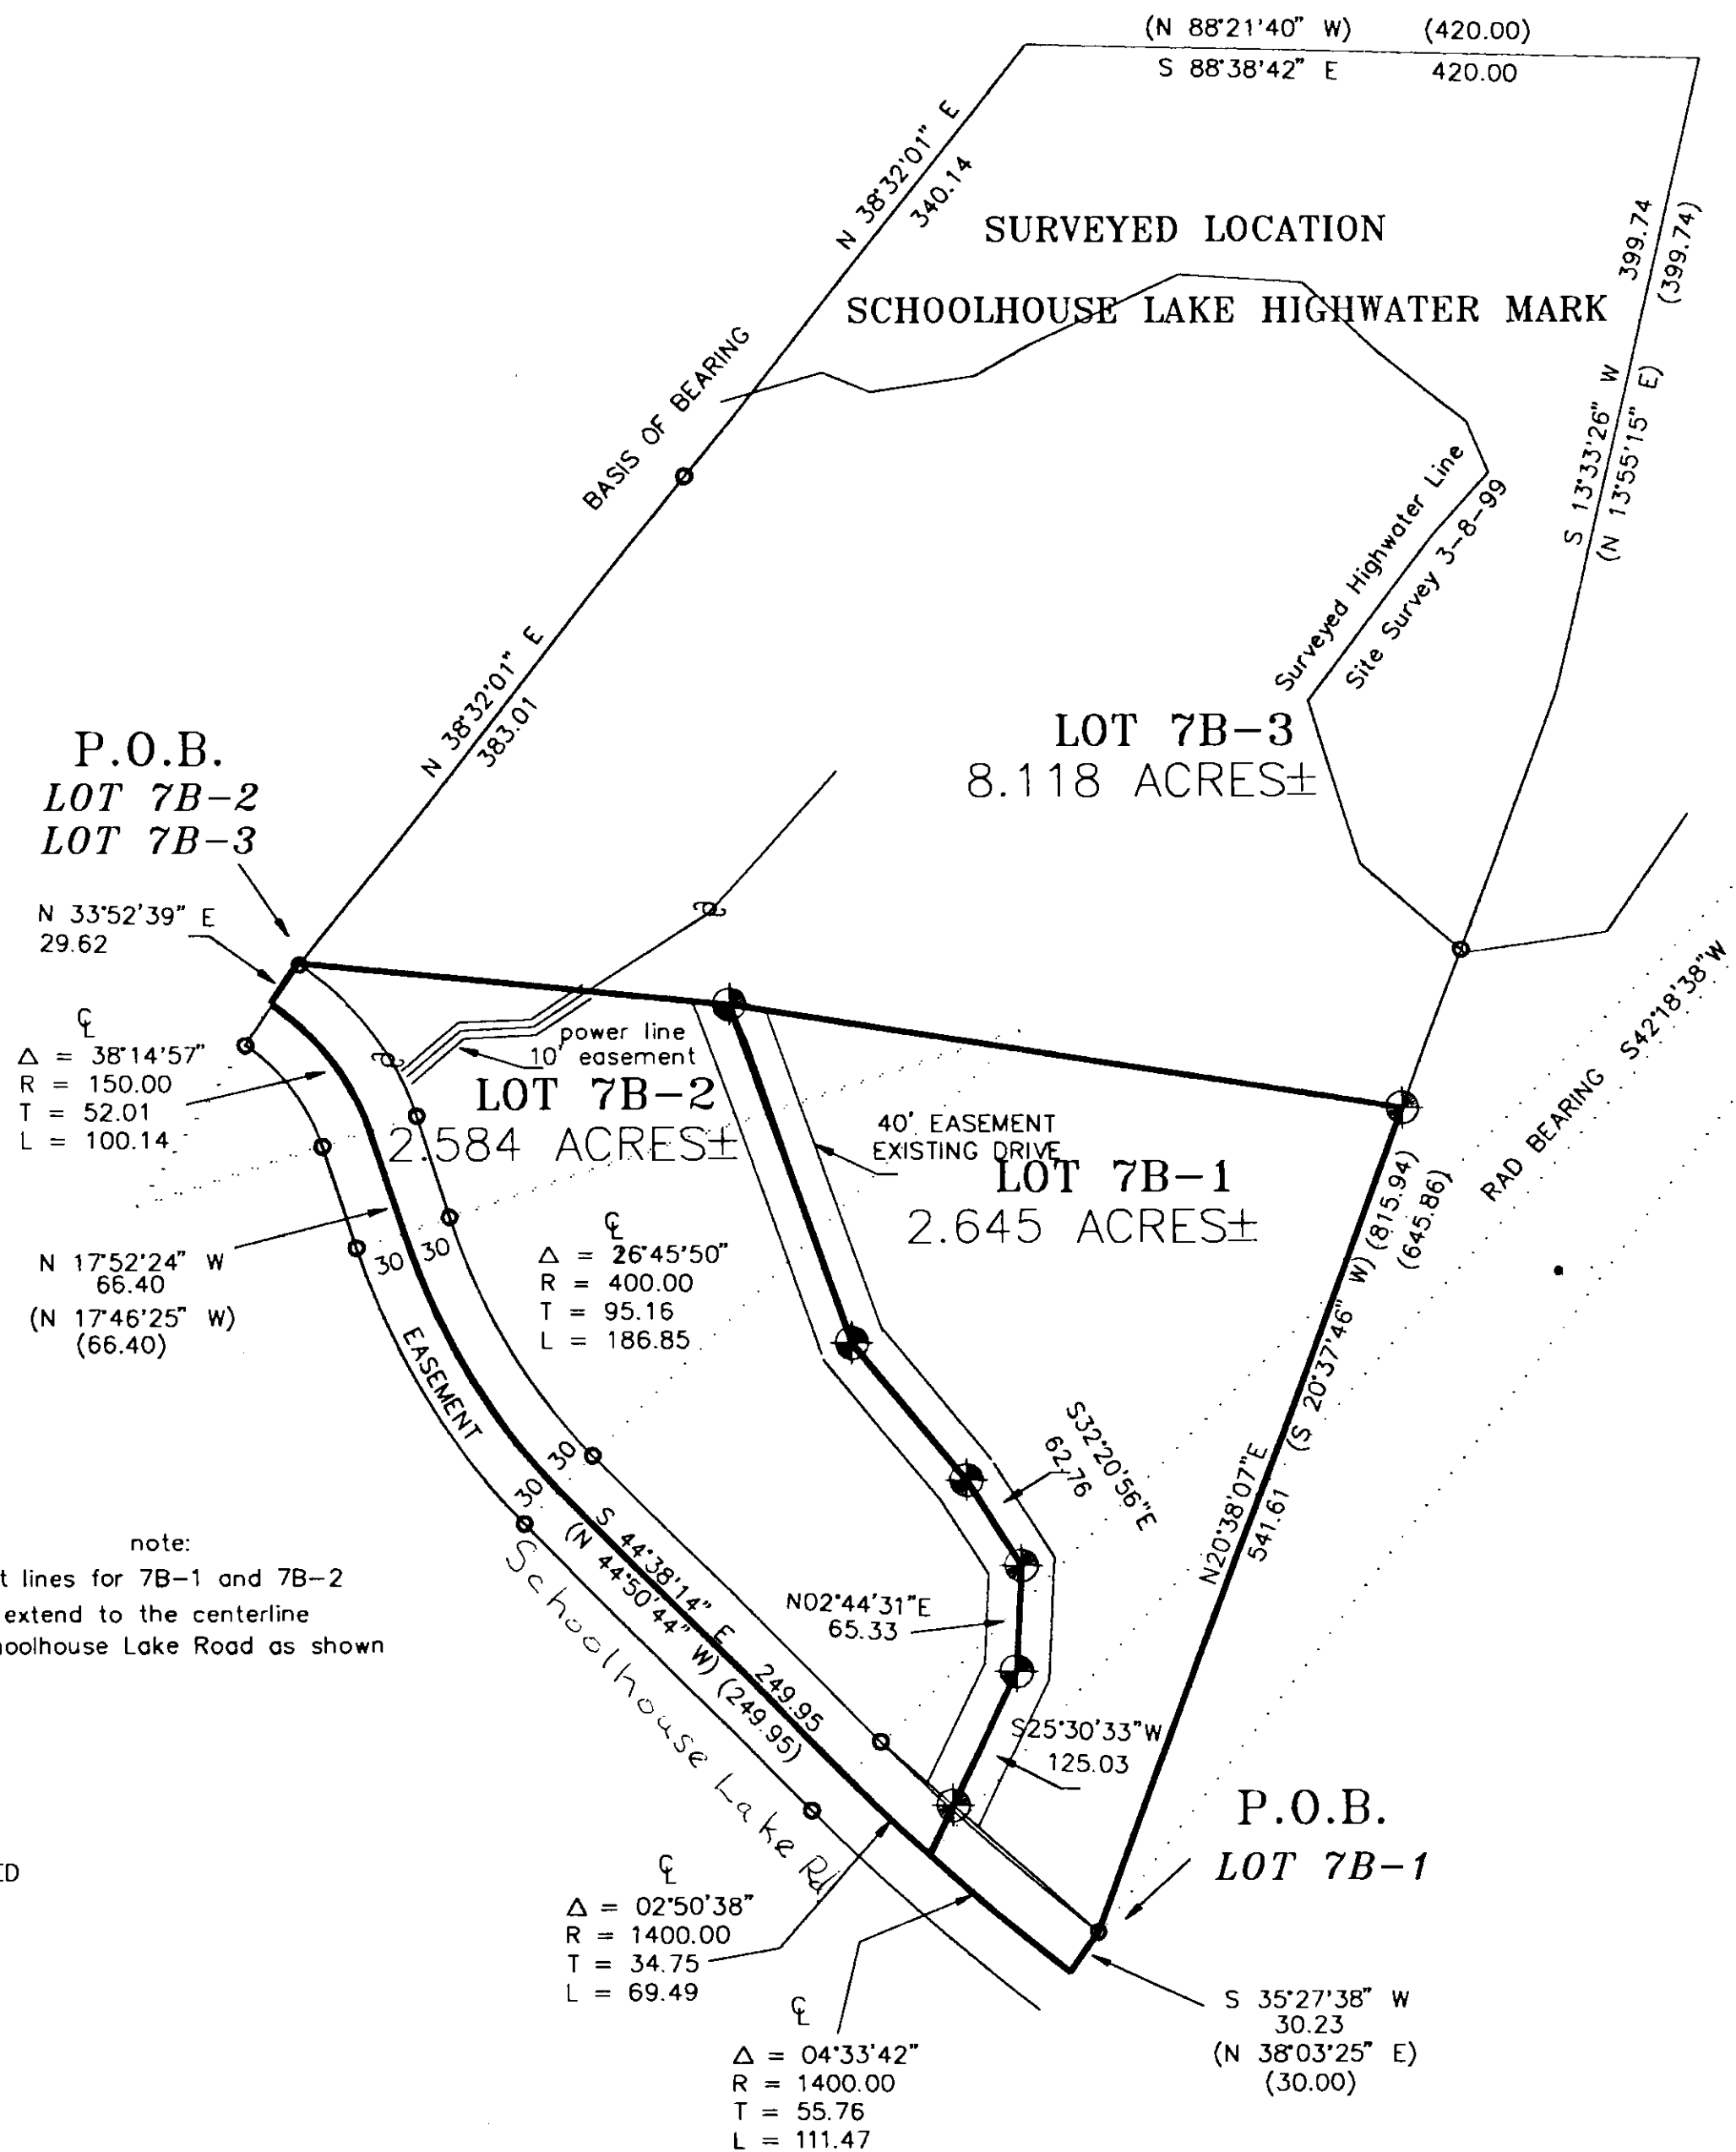 (N 88°21'40" W) (420.00)
S 88°38'42" E 420.00
N 38°32'01" E
340.14
SURVEYED LOCATION
SCHOOLHOUSE LAKE HIGHWATER MARK
399.74
(399.74)
S 13°33'26" W
(N 13°55'15" E)
BASIS OF BEARING
Surveyed Highwater Line
Site Survey 3-8-99
N 38°32'01" E
383.01
LOT 7B-3
8.118 ACRES±
P.O.B.
LOT 7B-2
LOT 7B-3
N 33°52'39" E
29.62
RAD BEARING S42°18'38"W
℄
Δ = 38°14'57"
R = 150.00
T = 52.01
L = 100.14
power line
10' easement
LOT 7B-2
2.584 ACRES±
40' EASEMENT
EXISTING DRIVE
LOT 7B-1
2.645 ACRES±
(S 20°37'46" W) (815.94)
(645.86)
N 17°52'24" W
66.40
(N 17°46'25" W)
(66.40)
30 30
℄
Δ = 26°45'50"
R = 400.00
T = 95.16
L = 186.85
EASEMENT
S32°20'56"E
62.76
30 30
N20°38'07"E
541.61
S 44°38'14" E 249.95
(N 44°50'44" W) (249.95)
Schoolhouse Lake Rd
note:
t lines for 7B-1 and 7B-2
extend to the centerline
hoolhouse Lake Road as shown
N02°44'31"E
65.33
S25°30'33"W
125.03
P.O.B.
LOT 7B-1
ED
℄
Δ = 02°50'38"
R = 1400.00
T = 34.75
L = 69.49
S 35°27'38" W
30.23
(N 38°03'25" E)
(30.00)
℄
Δ = 04°33'42"
R = 1400.00
T = 55.76
L = 111.47